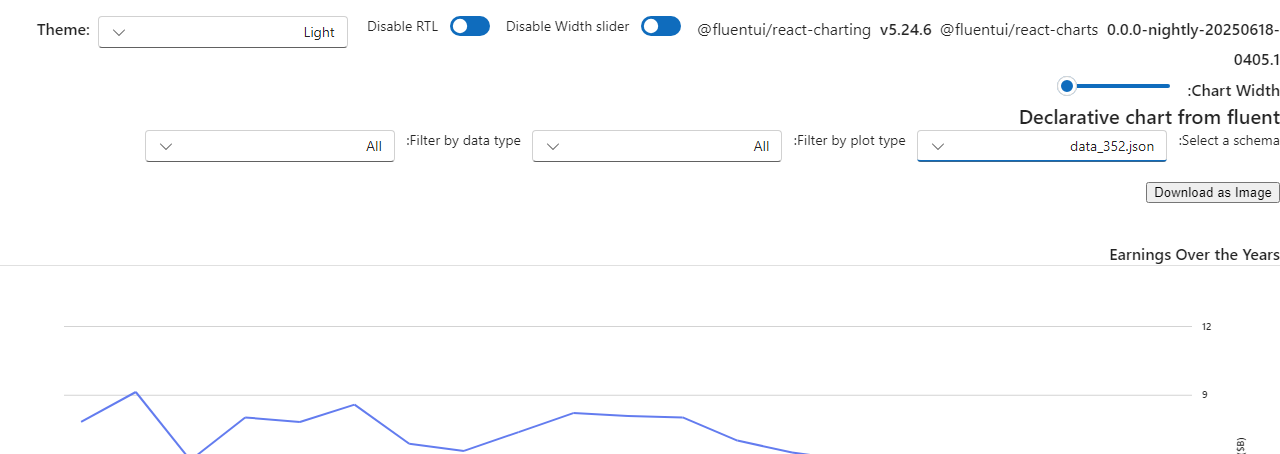 Theme: Light Disable RTL Disable Width slider @fluentui/react-charting v5.24.6 @fluentui/react-charts 0.0.0-nightly-20250618-
0405.1
:Chart Width
Declarative chart from fluent
:Select a schema data_352.json :Filter by plot type All :Filter by data type All
Download as Image
Earnings Over the Years
12
9
($B)